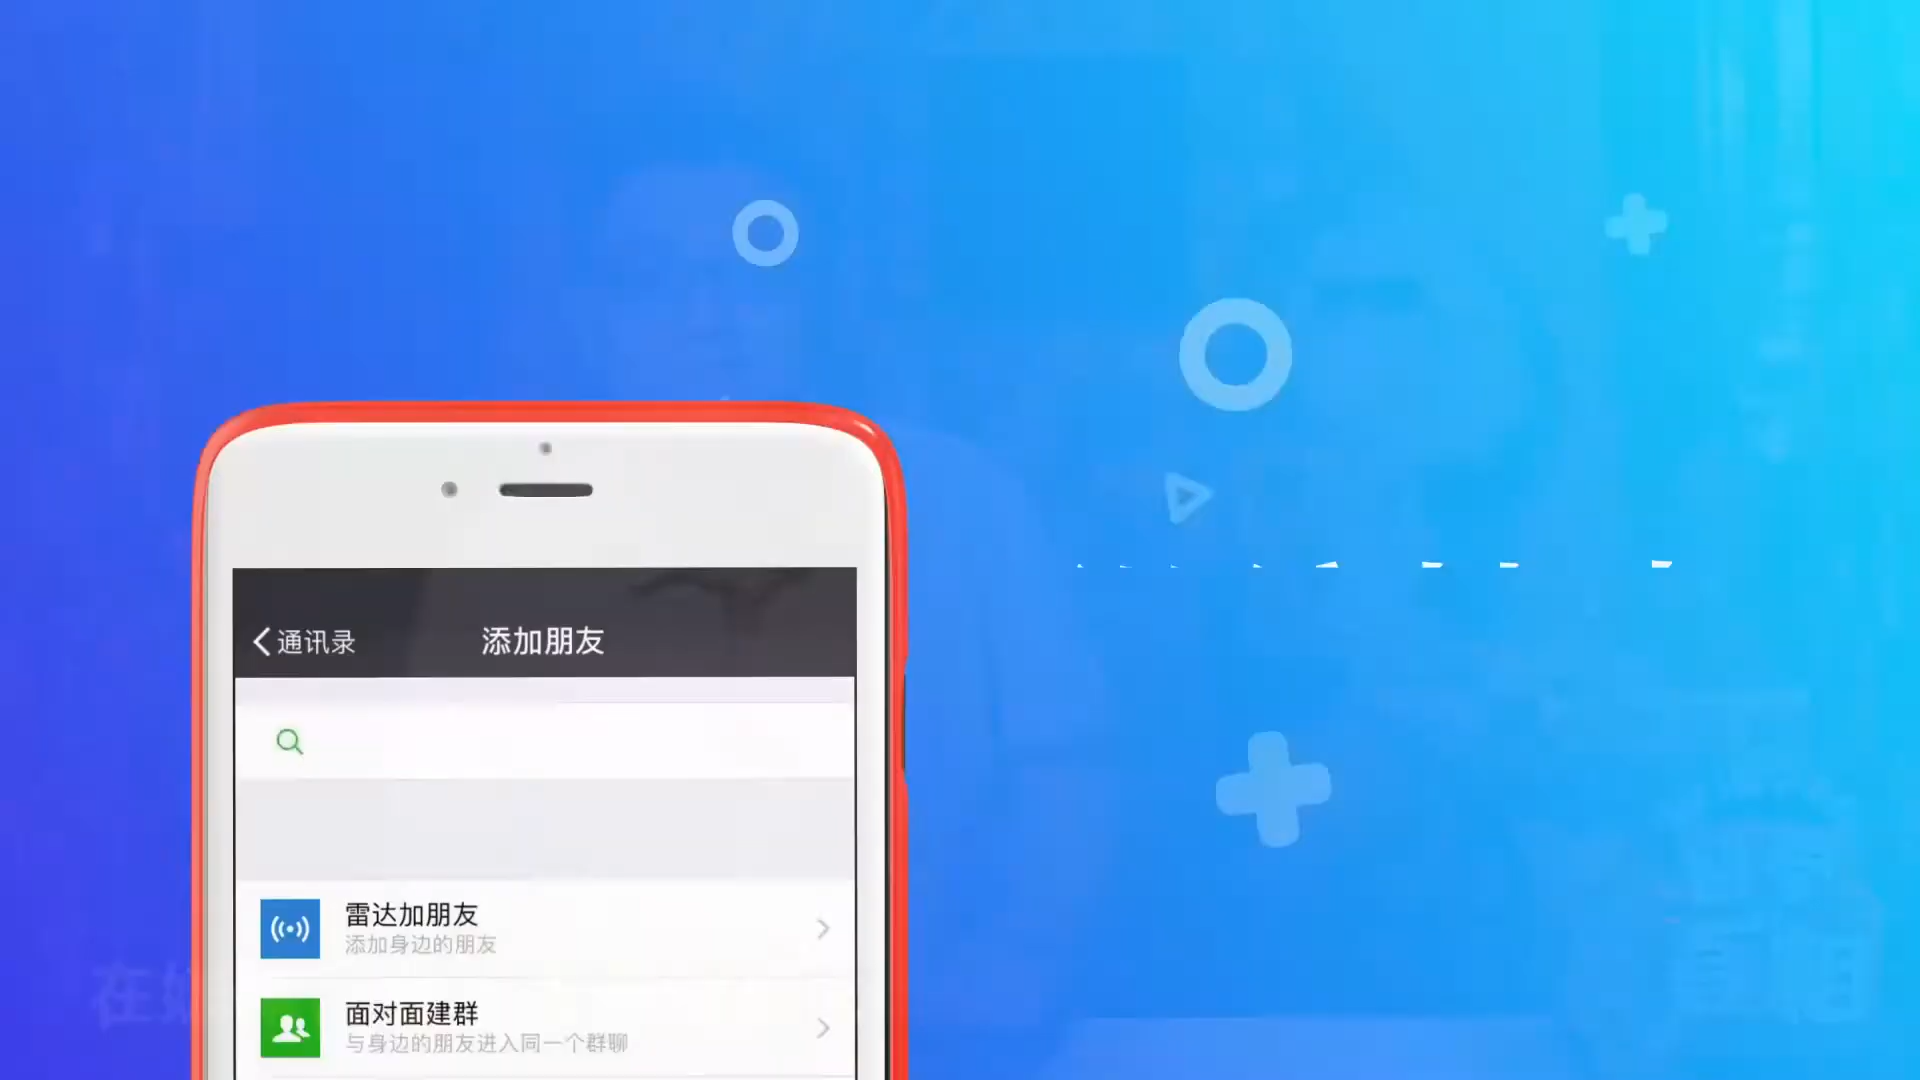 通讯录
添加朋友
雷达加朋友
添加身边的朋友
面对面建群
与身边的朋友进入同一个群聊